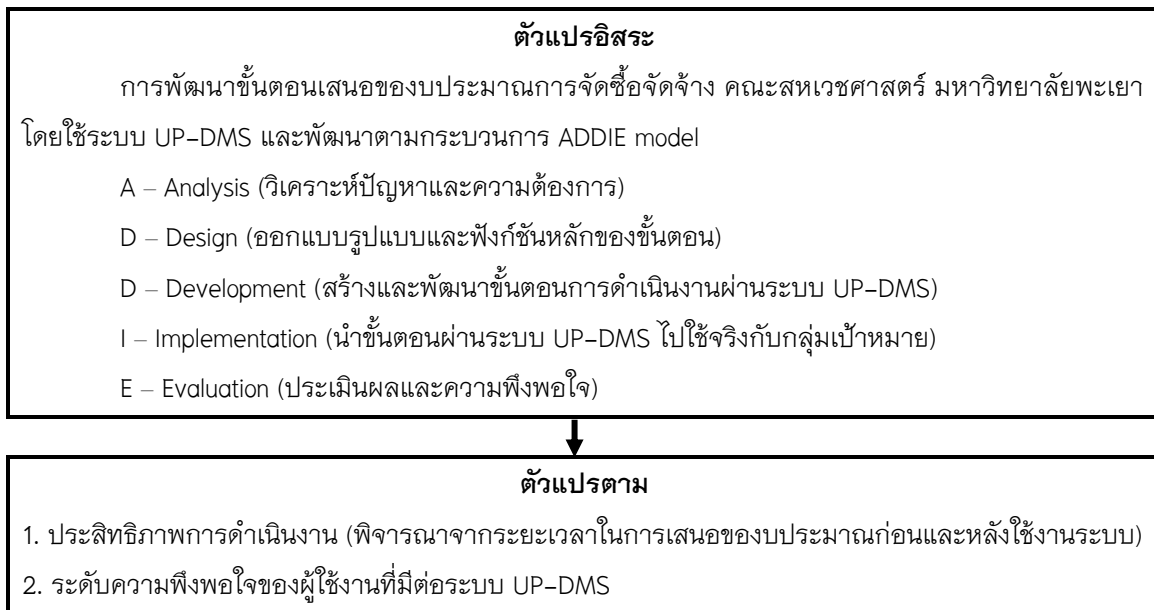 ตัวแปรอิสระ
การพัฒนาขั้นตอนเสนอของบประมาณการจัดซื้อจัดจ้าง คณะสหเวชศาสตร์ มหาวิทยาลัยพะเยา
โดยใช้ระบบ UP-DMS และพัฒนาตามกระบวนการ ADDIE model
A – Analysis (วิเคราะห์ปัญหาและความต้องการ)
D – Design (ออกแบบรูปแบบและฟังก์ชันหลักของขั้นตอน)
D – Development (สร้างและพัฒนาขั้นตอนการดำเนินงานผ่านระบบ UP-DMS)
I – Implementation (นำขั้นตอนผ่านระบบ UP-DMS ไปใช้จริงกับกลุ่มเป้าหมาย)
E – Evaluation (ประเมินผลและความพึงพอใจ)
ตัวแปรตาม
1. ประสิทธิภาพการดำเนินงาน (พิจารณาจากระยะเวลาในการเสนอของบประมาณก่อนและหลังใช้งานระบบ)
2. ระดับความพึงพอใจของผู้ใช้งานที่มีต่อระบบ UP-DMS